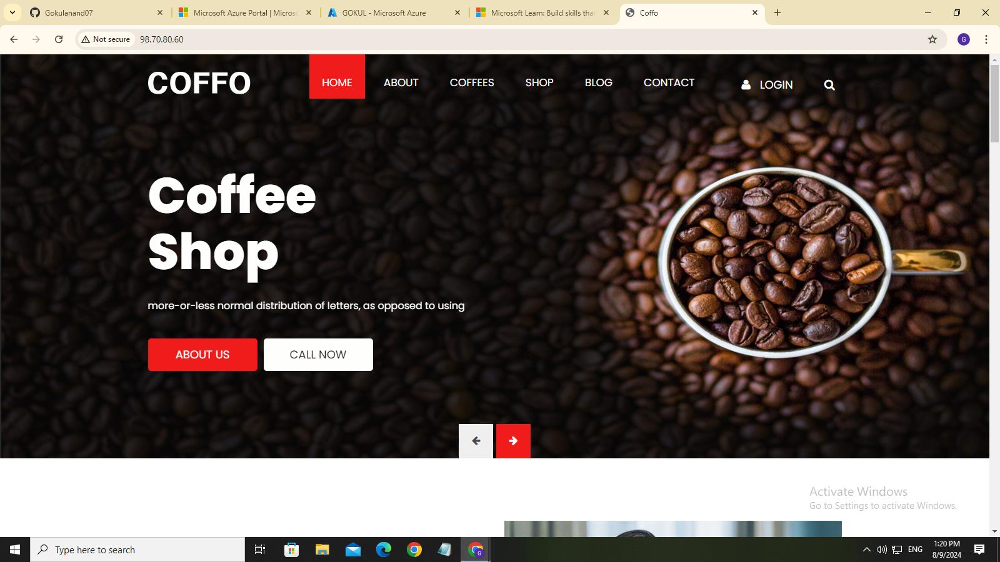 Gokulanand07
Microsoft Azure Portal | Micros
GOKUL - Microsoft Azure
Microsoft Learn: Build skills that
Coffo
Not secure
98.70.80.60
G
COFFO
HOME
ABOUT
COFFEES
SHOP
BLOG
CONTACT
LOGIN
Coffee
Shop
more-or-less normal distribution of letters, as opposed to using
ABOUT US
CALL NOW
Activate Windows
Go to Settings to activate Windows.
Type here to search
G
ENG
1:20 PM
8/9/2024